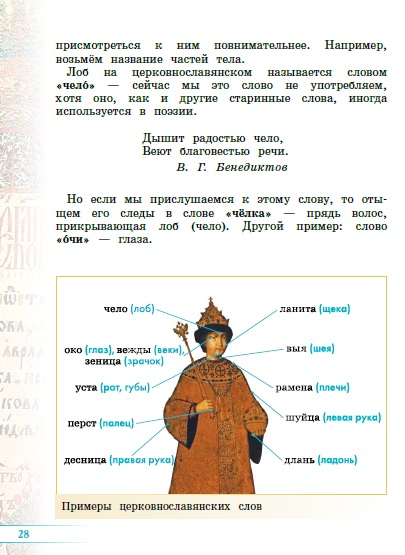 присмотреться к ним повнимательнее. Например,
возьмём название частей тела.
Лоб на церковнославянском называется словом
«челó» — сейчас мы это слово не употребляем,
хотя оно, как и другие старинные слова, иногда
используется в поэзии.
Дышит радостью чело,
Веют благовестью речи.
В. Г. Бенедиктов
Но если мы прислушаемся к этому слову, то оты-
щем его следы в слове «чёлка» — прядь волос,
прикрывающая лоб (чело). Другой пример: слово
«óчи» — глаза.
чело (лоб)
око (глаз), вежды (веки),
зеница (зрачок)
уста (рот, губы)
перст (палец)
десница (правая рука)
ланита (щека)
выя (шея)
рамена (плечи)
шуйца (левая рука)
длань (ладонь)
Примеры церковнославянских слов
28